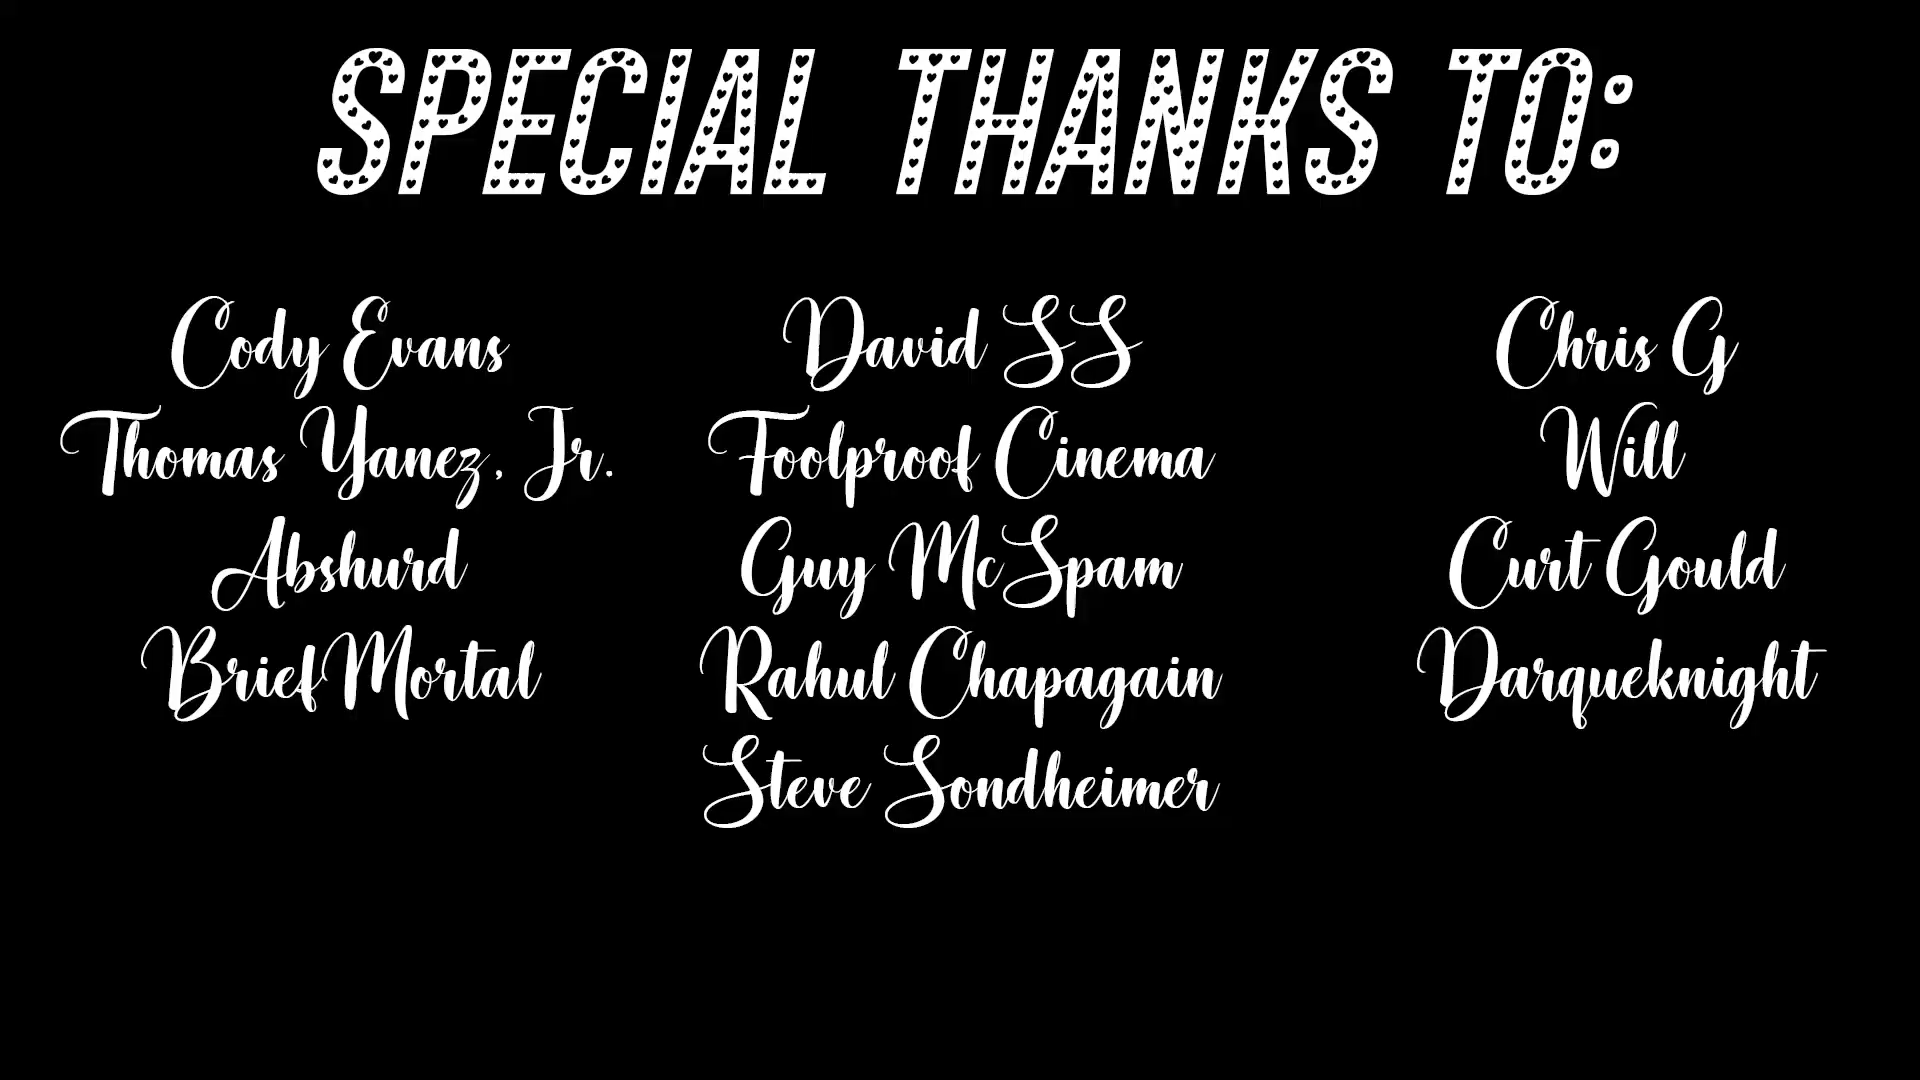 SPECIAL THANKS TO:
Cody Evans
Thomas Yanez, Jr.
Abshurd
BriefMortal
David SS
Foolproof Cinema
Guy McSpam
Rahul Chapagain
Steve Sondheimer
Chris G
Will
Curt Gould
Darqueknight